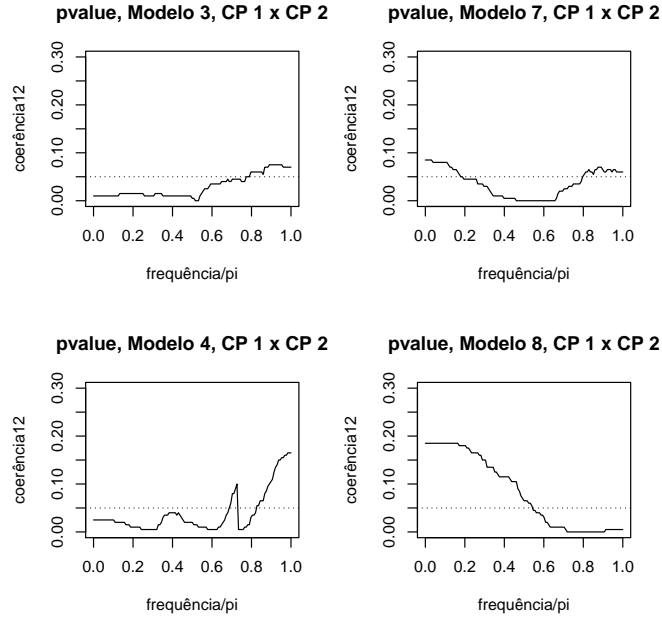 pvalue, Modelo 3, CP 1 x CP 2
coerência12
0.00
0.10
0.20
0.30
0.0 0.2 0.4 0.6 0.8 1.0
frequência/pi
pvalue, Modelo 7, CP 1 x CP 2
coerência12
0.00
0.10
0.20
0.30
0.0 0.2 0.4 0.6 0.8 1.0
frequência/pi
pvalue, Modelo 4, CP 1 x CP 2
coerência12
0.00
0.10
0.20
0.30
0.0 0.2 0.4 0.6 0.8 1.0
frequência/pi
pvalue, Modelo 8, CP 1 x CP 2
coerência12
0.00
0.10
0.20
0.30
0.0 0.2 0.4 0.6 0.8 1.0
frequência/pi